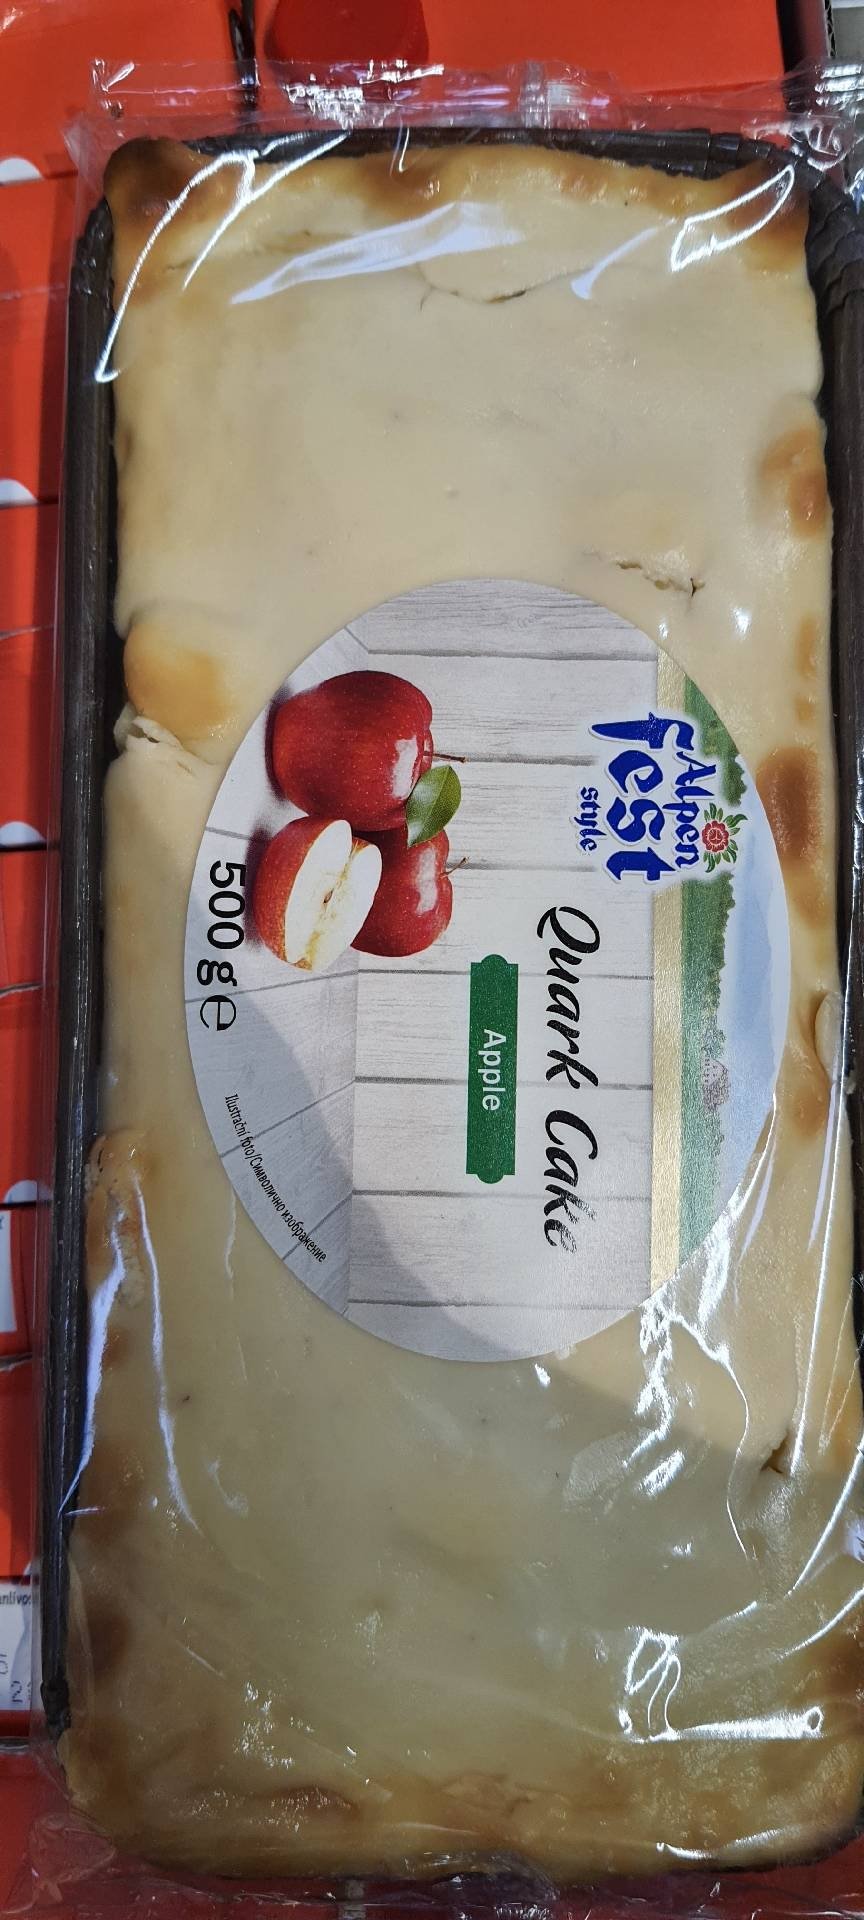 Alpen
fest
style
Quark Cake
Apple
500 g e
Ilustrační foto/Символично изображение